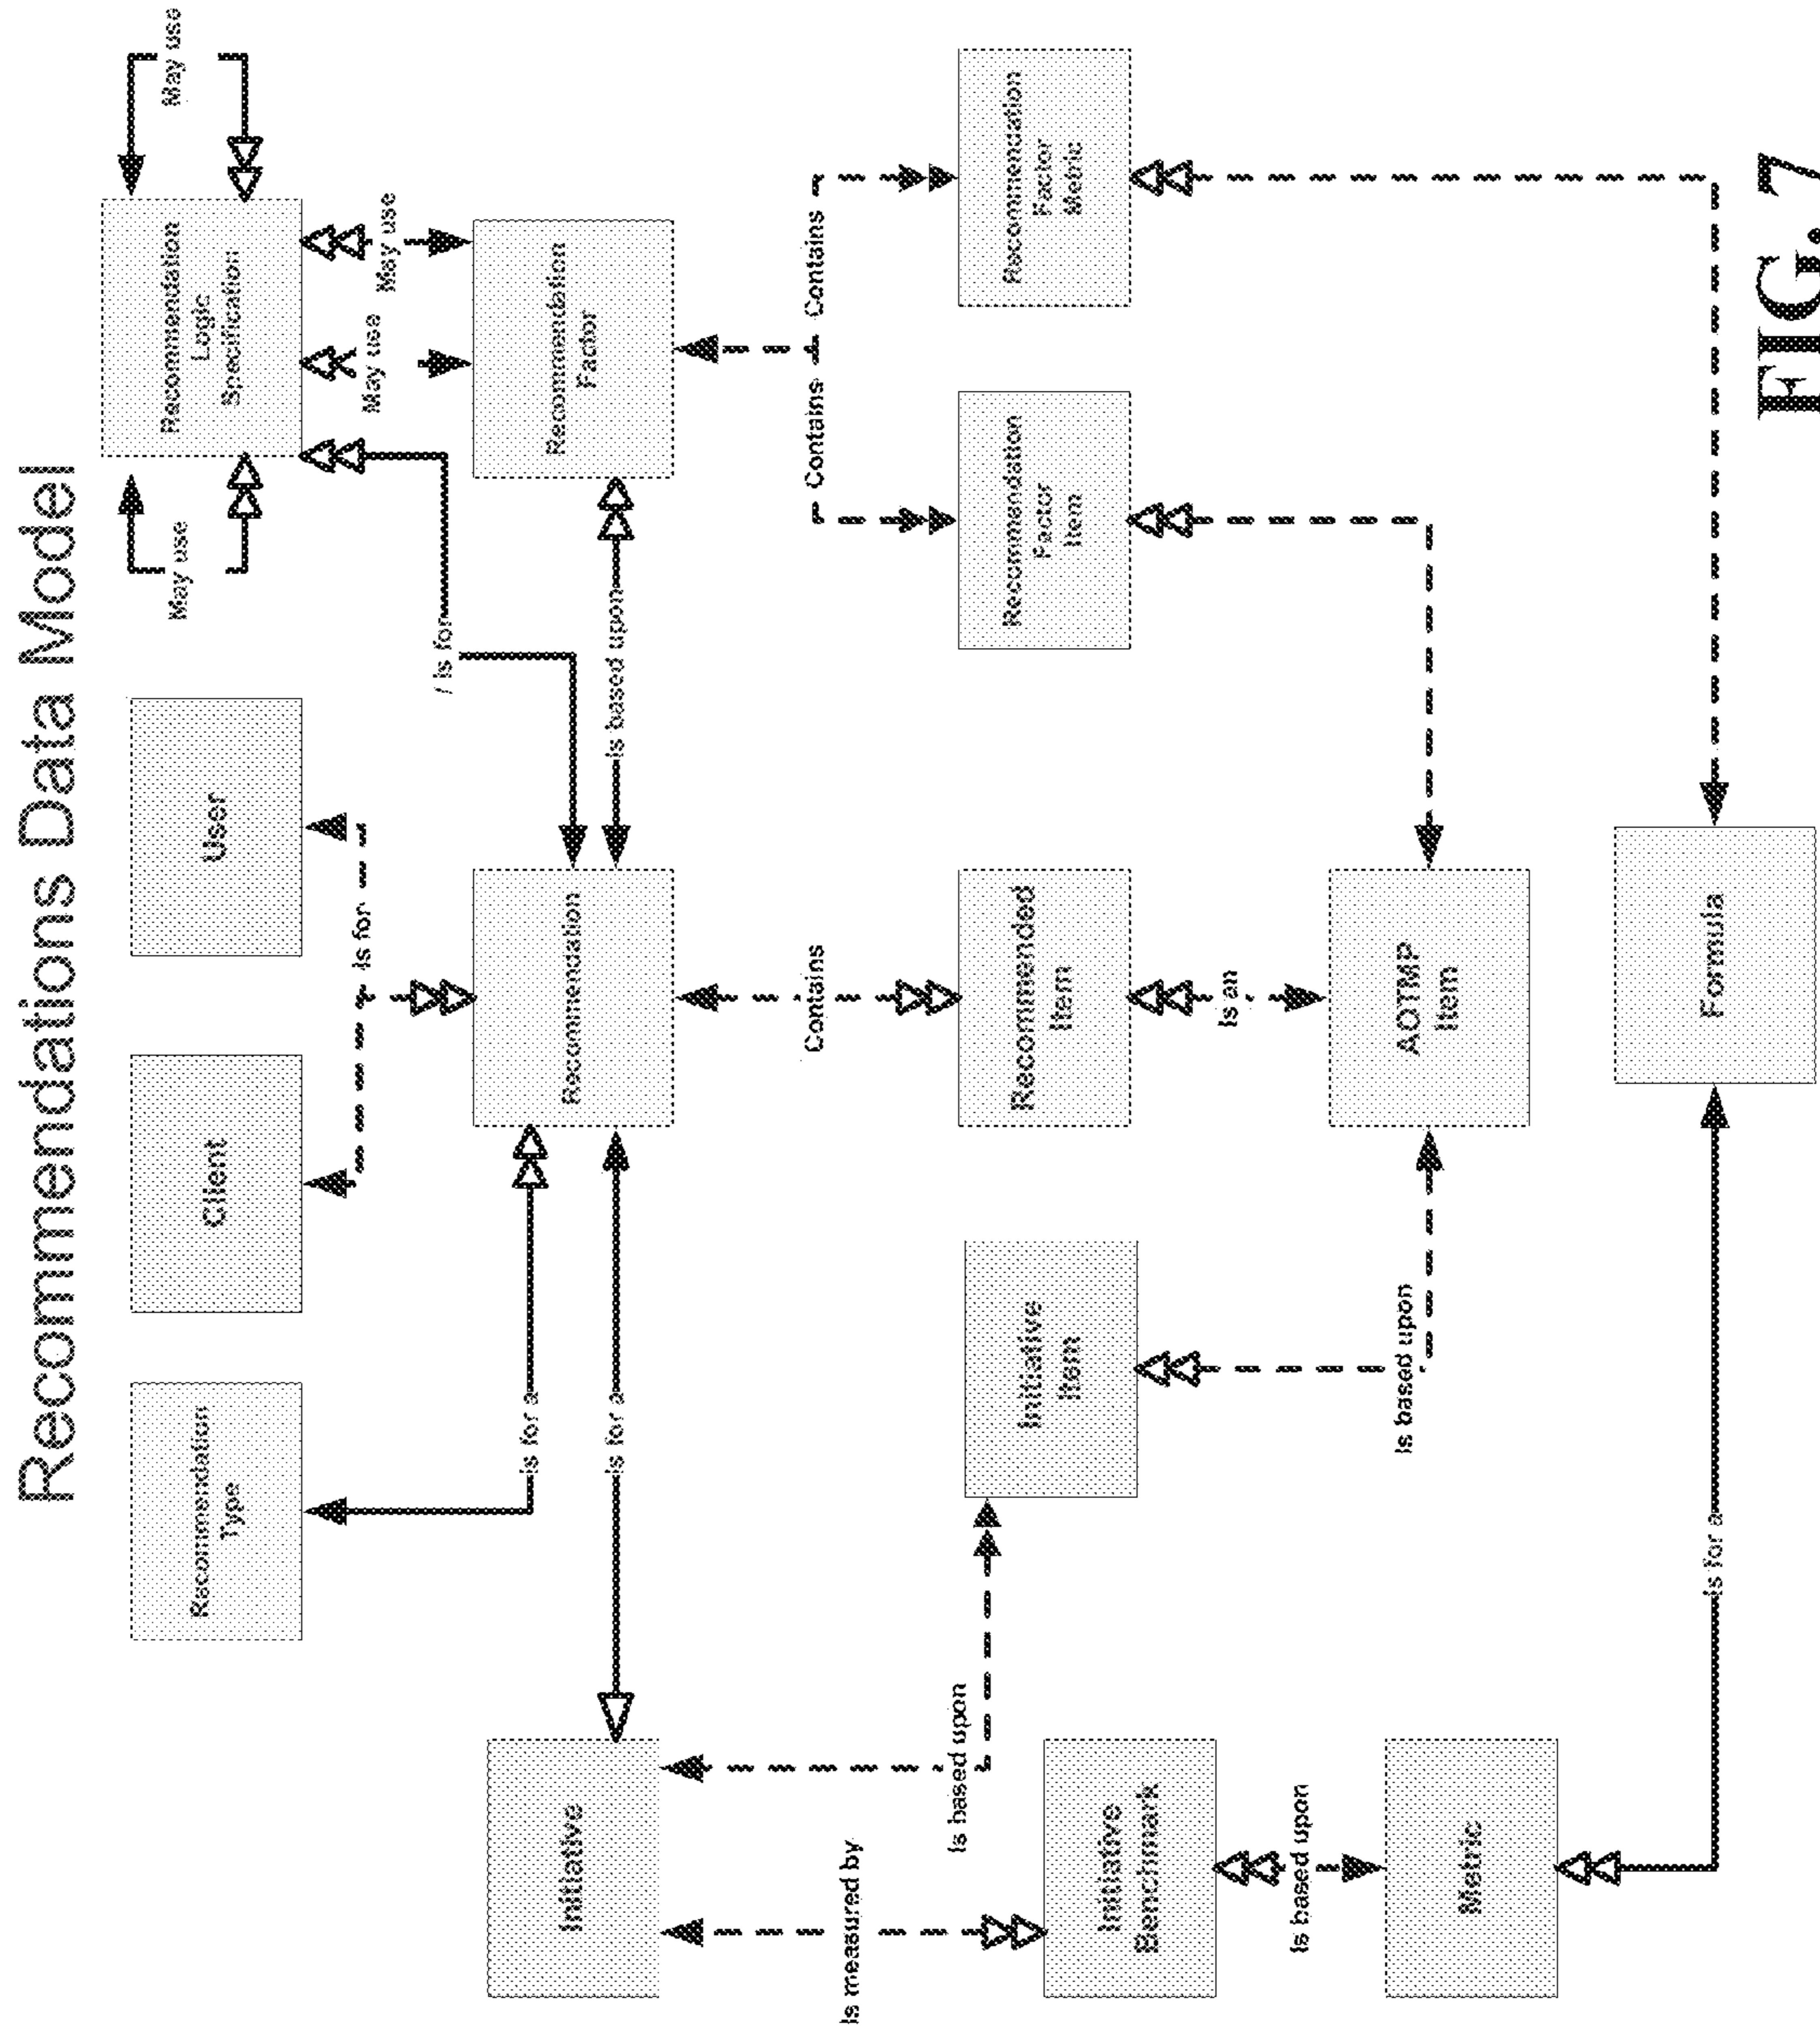 Recommendations Data Model
Recommendation
Type
Client
User
May use
Recommendation
Logic
Specification
May use
is for
May use
May use
/ is for
is for a
Initiative
Recommendation
Recommendation
Factor
is for a
is based upon
Contains
Contains
Contains
Is measured by
Is based upon
Initiative
Item
Recommended
Item
Recommendation
Factor
Item
Recommendation
Factor
Metric
Initiative
Benchmark
Is an
Is based upon
Is based upon
Metric
AOTMP
Item
is for a
Formula
FIG. 7